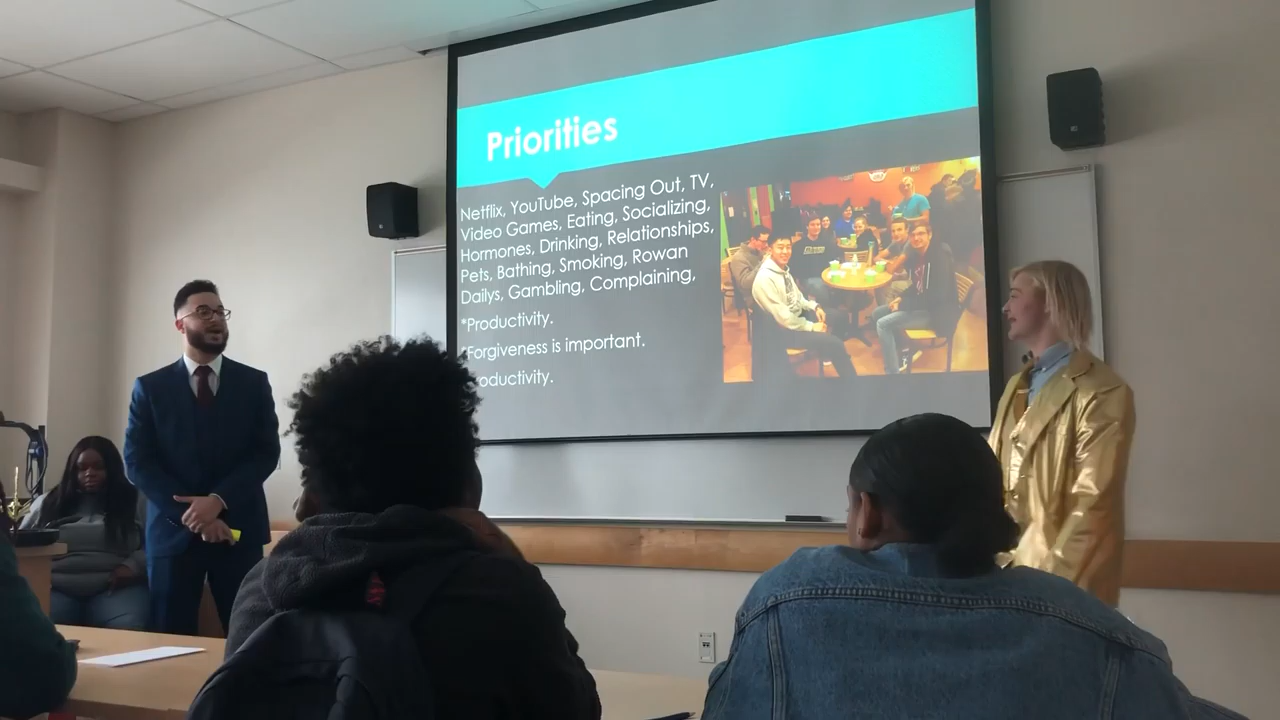 Priorities
Netflix, YouTube, Spacing Out, TV,
Video Games, Eating, Socializing,
Hormones, Drinking, Relationships,
Pets, Bathing, Smoking, Rowan
Dailys, Gambling, Complaining,
*Productivity.
*Forgiveness is important.
oductivity.